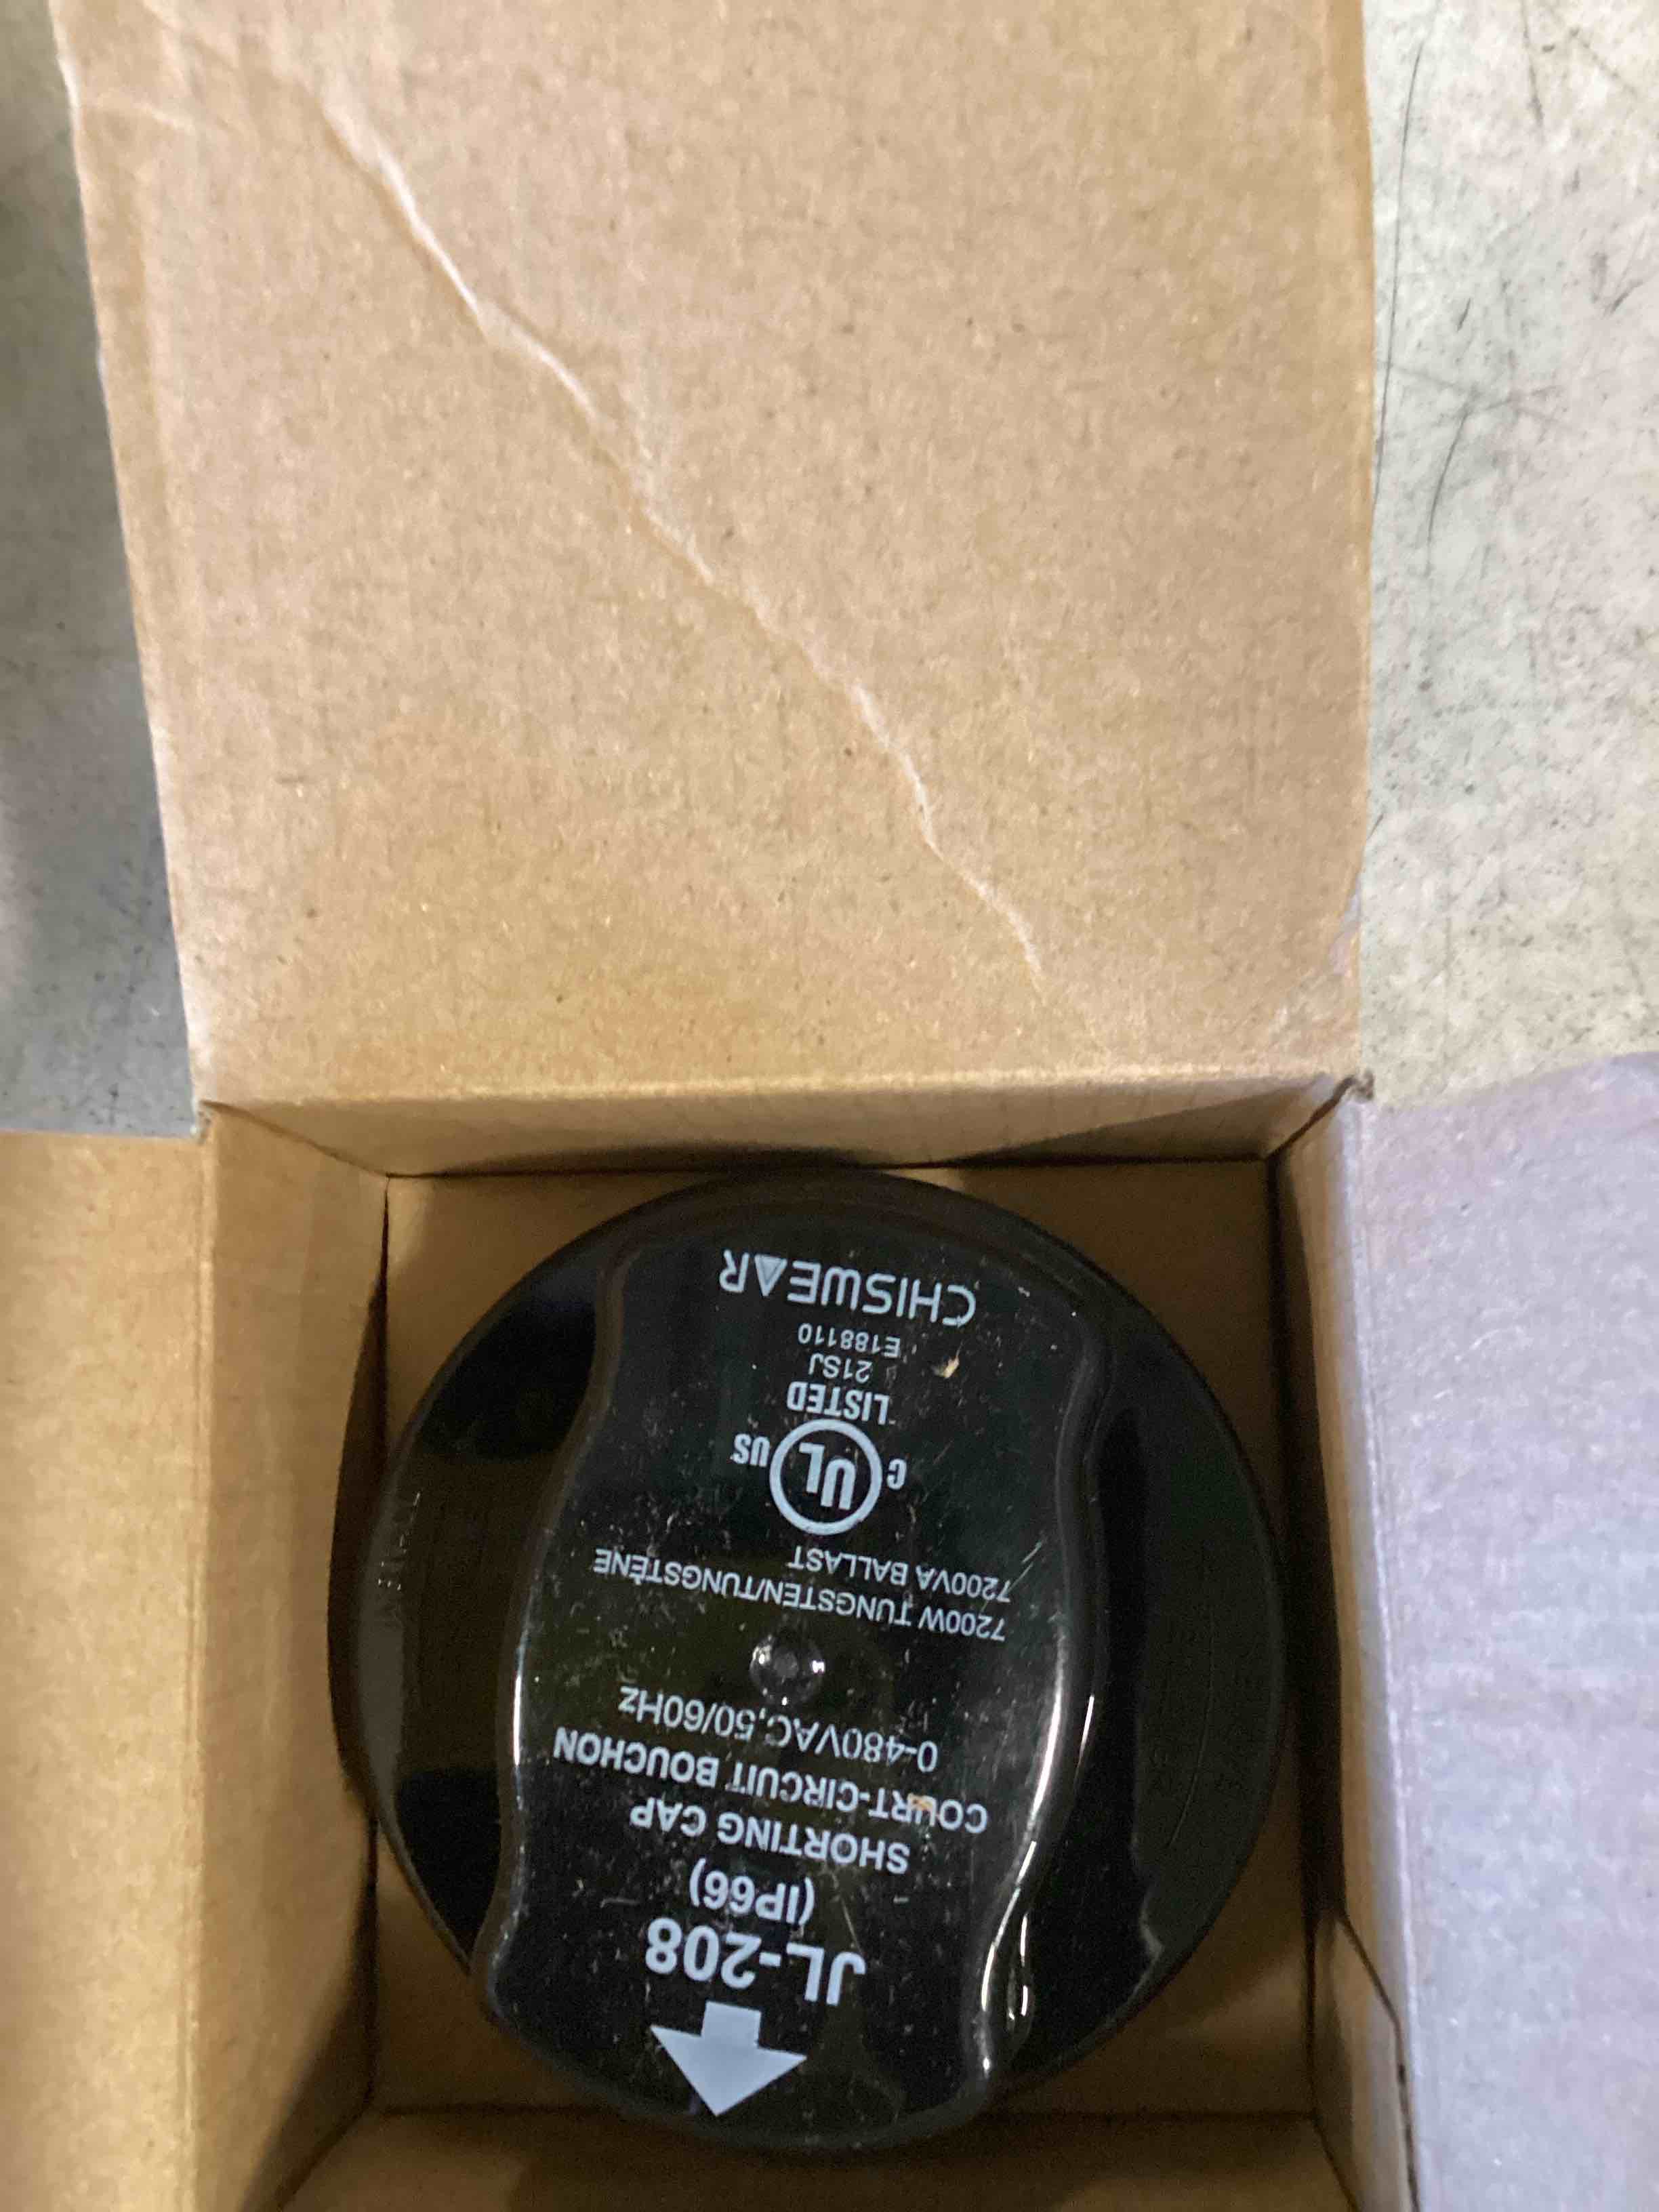 JL-208
(IP66)
SHORTING CAP
COURT-CIRCUIT BOUCHON
0-480VAC,50/60Hz
7200W TUNGSTEN/TUNGSTÈNE
7200VA BALLAST
C UL US
LISTED
21SJ
E188110
CHISWEAR